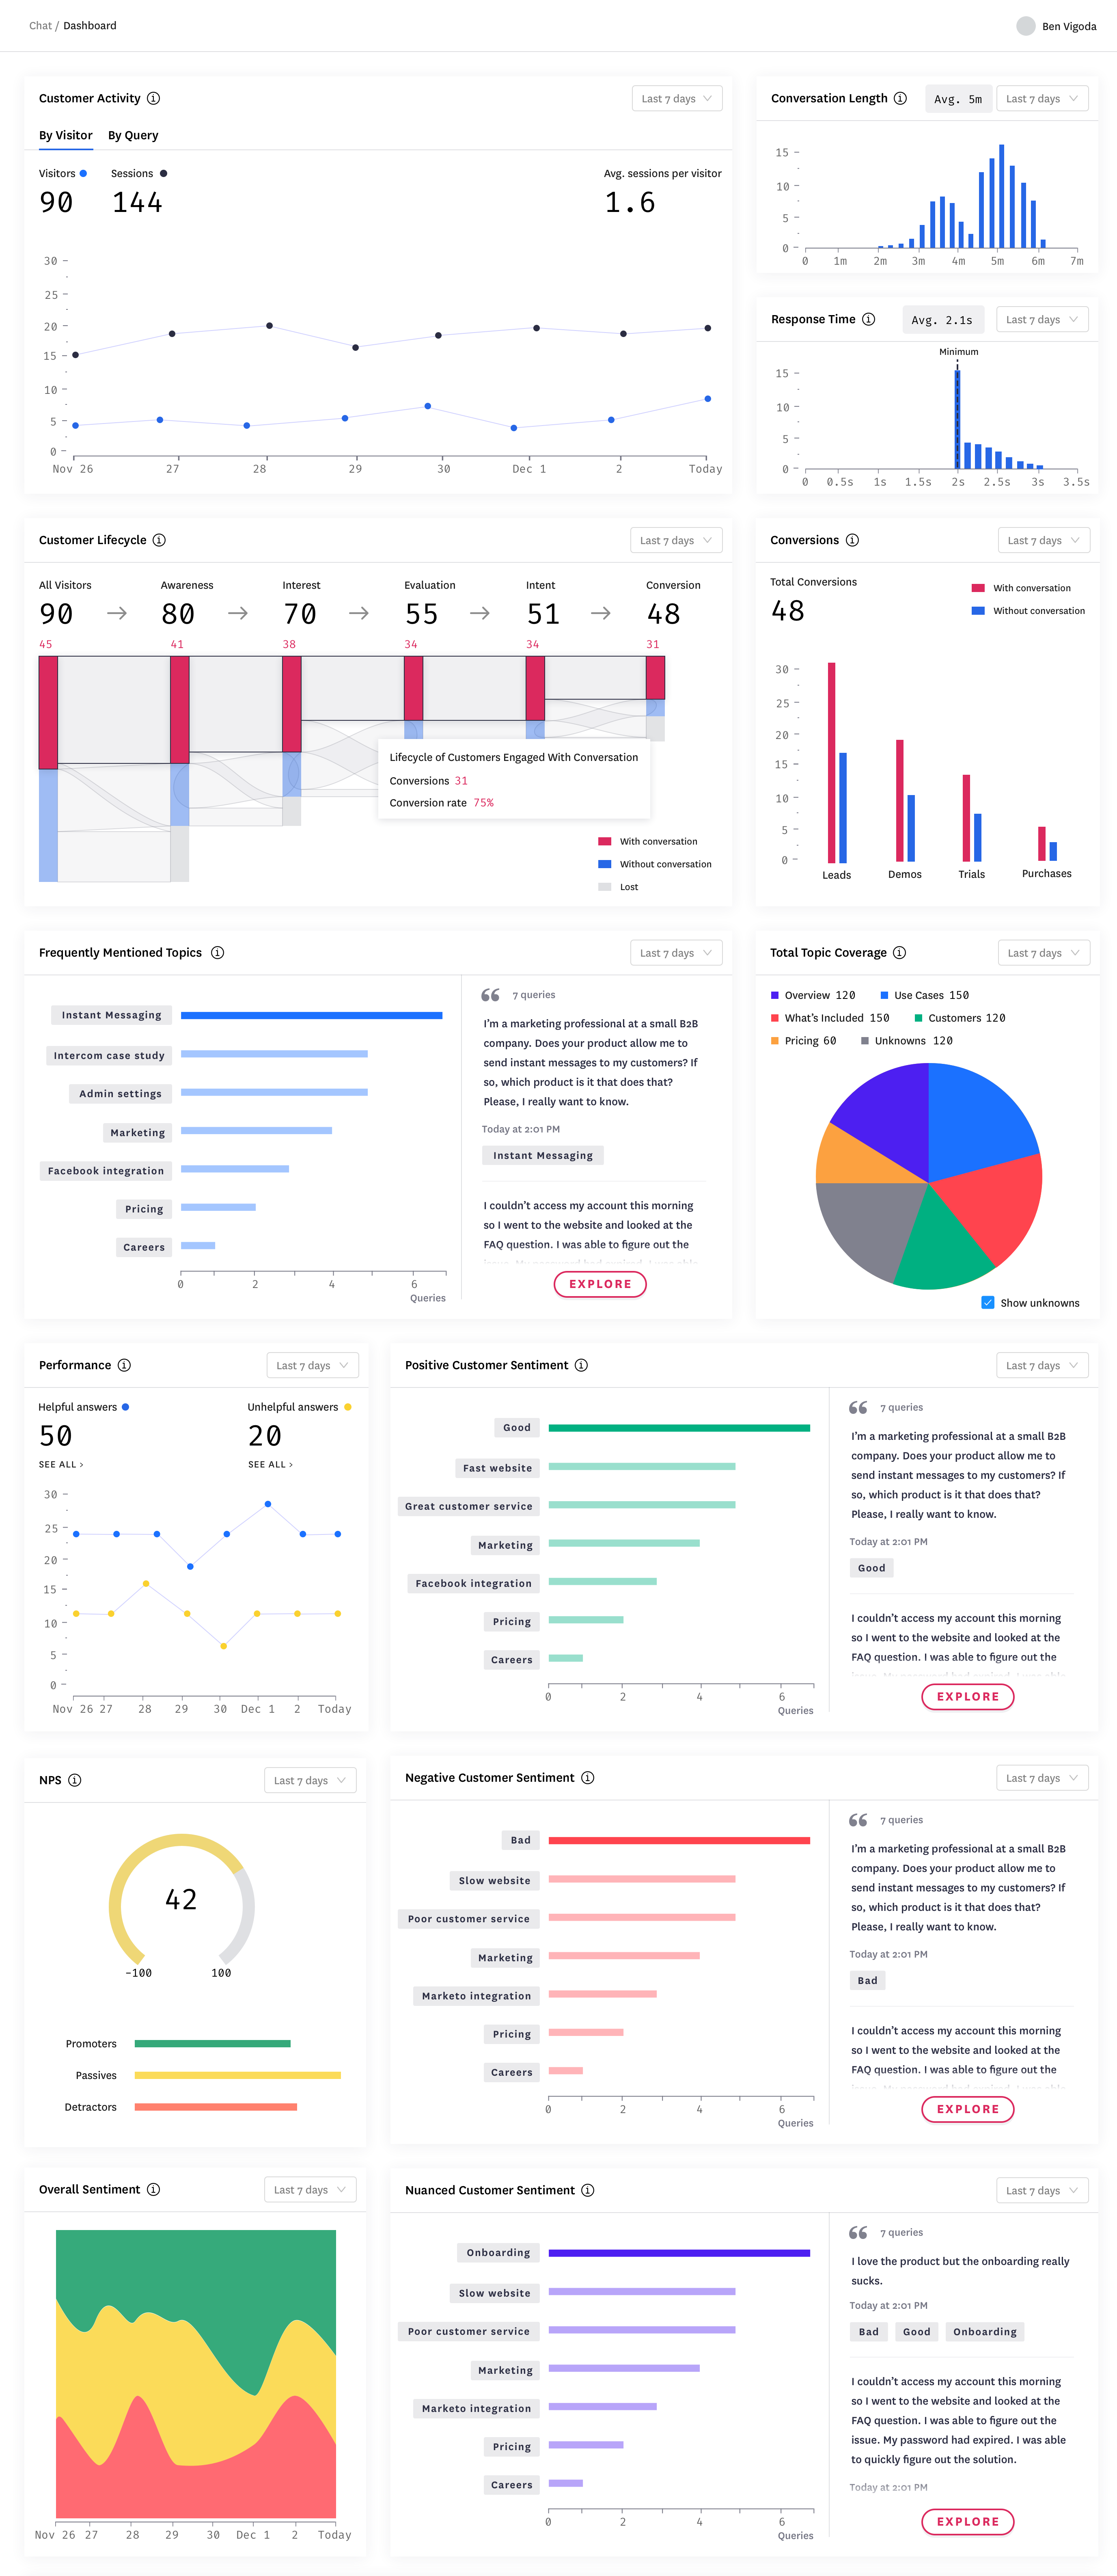 Chat / Dashboard
Ben Vigoda
Customer Activity
Last 7 days
By Visitor By Query
Visitors Sessions Avg. sessions per visitor
90 144 1.6
30
25
20
15
10
5
0
Nov 26 27 28 29 30 Dec 1 2 Today
Conversation Length
Avg. 5m
Last 7 days
15
10
5
0
0 1m 2m 3m 4m 5m 6m 7m
Response Time
Avg. 2.1s
Last 7 days
Minimum
15
10
5
0
0 0.5s 1s 1.5s 2s 2.5s 3s 3.5s
Customer Lifecycle
Last 7 days
All Visitors Awareness Interest Evaluation Intent Conversion
90 80 70 55 51 48
45 41 38 34 34 31
Lifecycle of Customers Engaged With Conversation
Conversions 31
Conversion rate 75%
With conversation
Without conversation
Lost
Conversions
Last 7 days
Total Conversions
48
With conversation
Without conversation
30
25
20
15
10
5
0
Leads Demos Trials Purchases
Frequently Mentioned Topics
Last 7 days
Instant Messaging
Intercom case study
Admin settings
Marketing
Facebook integration
Pricing
Careers
0 2 4 6
Queries
7 queries
I'm a marketing professional at a small B2B
company. Does your product allow me to
send instant messages to my customers? If
so, which product is it that does that?
Please, I really want to know.
Today at 2:01 PM
Instant Messaging
I couldn't access my account this morning
so I went to the website and looked at the
FAQ question. I was able to figure out the
issue. My password had expired. I was able
EXPLORE
Total Topic Coverage
Last 7 days
Overview 120 Use Cases 150
What's Included 150 Customers 120
Pricing 60 Unknowns 120
Show unknowns
Performance
Last 7 days
Helpful answers Unhelpful answers
50 20
SEE ALL > SEE ALL >
30
25
20
15
10
5
0
Nov 26 27 28 29 30 Dec 1 2 Today
Positive Customer Sentiment
Last 7 days
Good
Fast website
Great customer service
Marketing
Facebook integration
Pricing
Careers
0 2 4 6
Queries
7 queries
I'm a marketing professional at a small B2B
company. Does your product allow me to
send instant messages to my customers? If
so, which product is it that does that?
Please, I really want to know.
Today at 2:01 PM
Good
I couldn't access my account this morning
so I went to the website and looked at the
FAQ question. I was able to figure out the
issue. My password had expired. I was able
EXPLORE
NPS
Last 7 days
42
-100 100
Promoters
Passives
Detractors
Negative Customer Sentiment
Last 7 days
Bad
Slow website
Poor customer service
Marketing
Marketo integration
Pricing
Careers
0 2 4 6
Queries
7 queries
I'm a marketing professional at a small B2B
company. Does your product allow me to
send instant messages to my customers? If
so, which product is it that does that?
Please, I really want to know.
Today at 2:01 PM
Bad
I couldn't access my account this morning
so I went to the website and looked at the
FAQ question. I was able to figure out the
issue. My password had expired. I was able
EXPLORE
Overall Sentiment
Last 7 days
Nov 26 27 28 29 30 Dec 1 2 Today
Nuanced Customer Sentiment
Last 7 days
Onboarding
Slow website
Poor customer service
Marketing
Marketo integration
Pricing
Careers
0 2 4 6
Queries
7 queries
I love the product but the onboarding really
sucks.
Today at 2:01 PM
Bad Good Onboarding
I couldn't access my account this morning
so I went to the website and looked at the
FAQ question. I was able to figure out the
issue. My password had expired. I was able
to quickly figure out the solution.
Today at 2:01 PM
EXPLORE